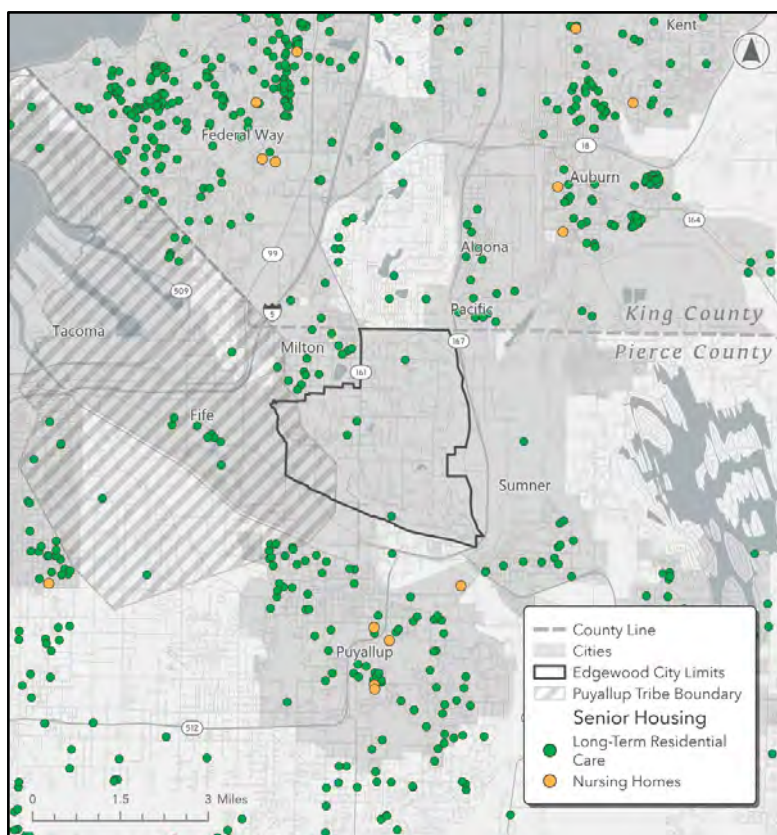 Kent
Federal Way
18
Auburn
164
99
Algona
509
5
Pacific
King County
Tacoma
Milton
167
Pierce County
161
Fife
Sumner
Puyallup
512
County Line
Cities
Edgewood City Limits
Puyallup Tribe Boundary
Senior Housing
Long-Term Residential
Care
Nursing Homes
0 1.5 3 Miles